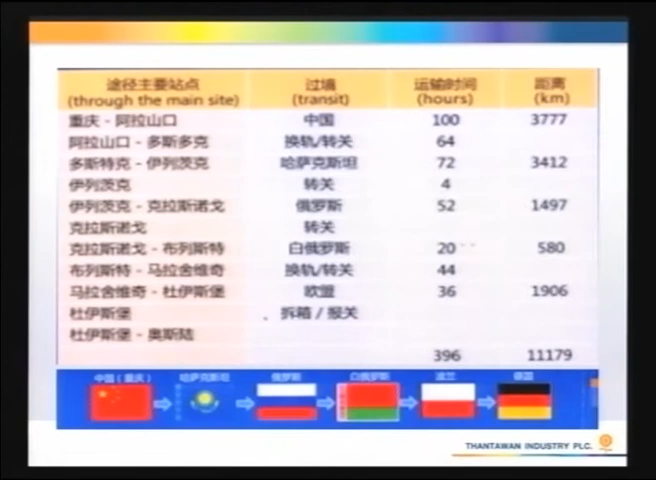 途径主要站点 过境 运输时间 距离
(through the main site) (transit) (hours) (km)
重庆 - 阿拉山口 中国 100 3777
阿拉山口 - 多斯多克 换轨/转关 64
多斯特克 - 伊列茨克 哈萨克斯坦 72 3412
伊列茨克 转关 4
伊列茨克 - 克拉斯诺戈 俄罗斯 52 1497
克拉斯诺戈 转关
克拉斯诺戈 - 布列斯特 白俄罗斯 20 580
布列斯特 - 马拉舍维奇 换轨/转关 44
马拉舍维奇 - 杜伊斯堡 欧盟 36 1906
杜伊斯堡 拆箱 / 报关
杜伊斯堡 - 奥斯陆
396 11179
中国（重庆） 哈萨克斯坦 俄罗斯 白俄罗斯 波兰 德国
THANTAWAN INDUSTRY PLC.